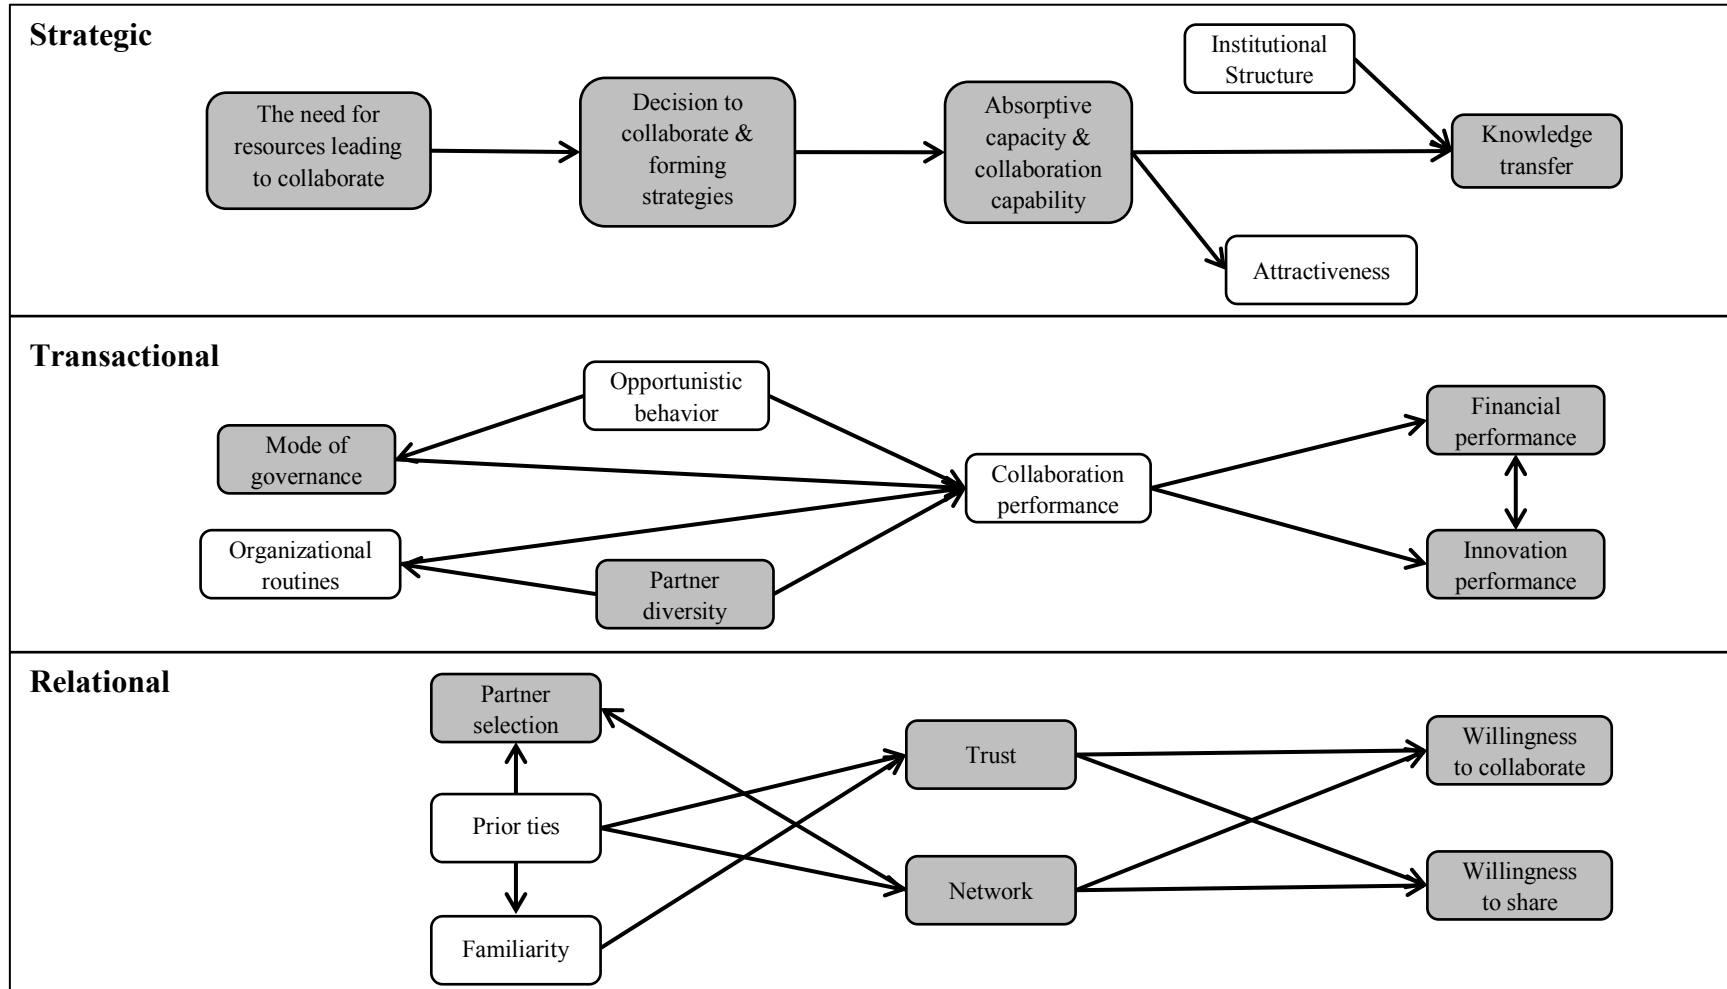 Strategic
Institutional
Structure
The need for
resources leading
to collaborate
Decision to
collaborate &
forming
strategies
Absorptive
capacity &
collaboration
capability
Knowledge
transfer
Attractiveness
Transactional
Opportunistic
behavior
Mode of
governance
Financial
performance
Collaboration
performance
Organizational
routines
Partner
diversity
Innovation
performance
Relational
Partner
selection
Trust
Willingness
to collaborate
Prior ties
Network
Willingness
to share
Familiarity